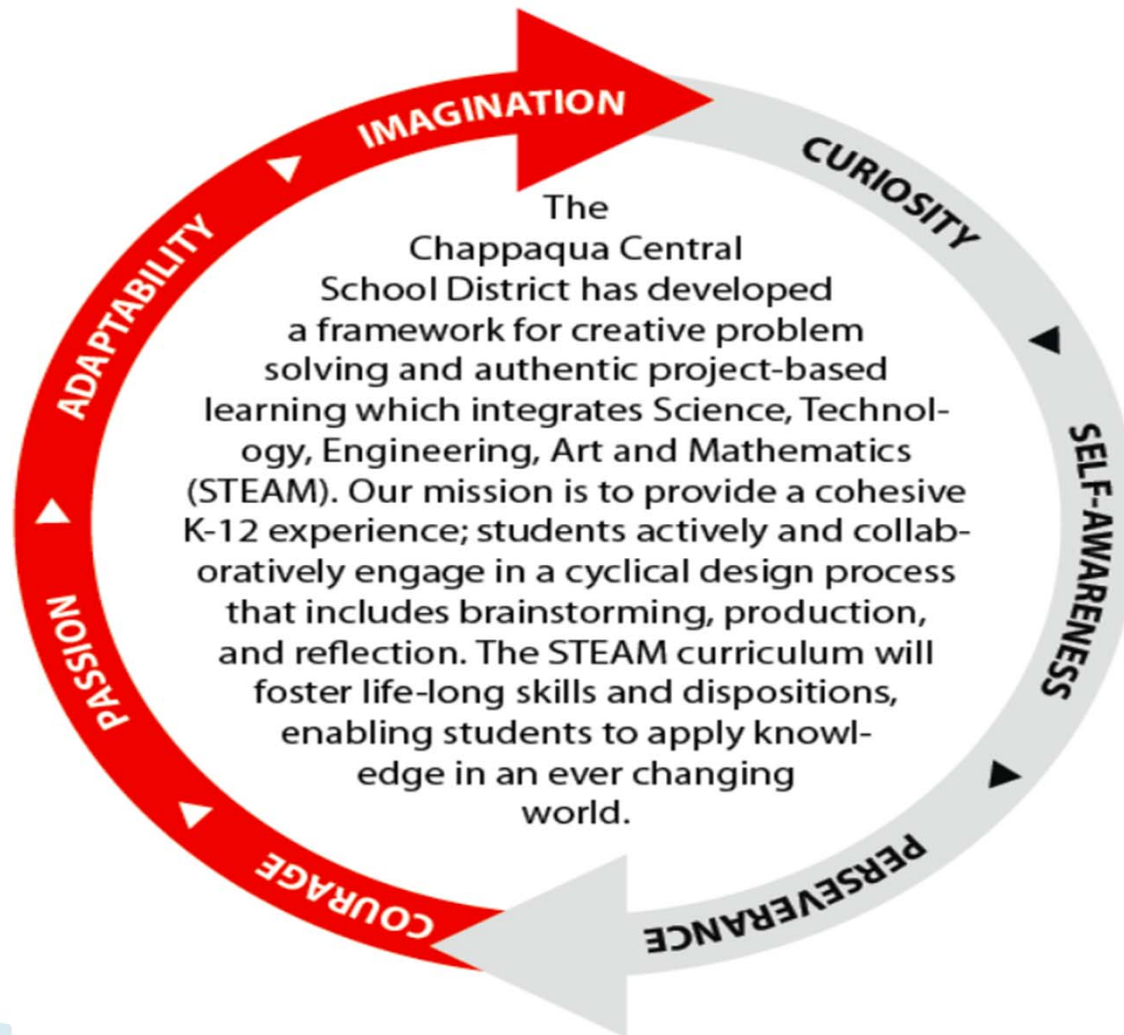 IMAGINATION
CURIOSITY
SELF-AWARENESS
PERSEVERANCE
COURAGE
PASSION
ADAPTABILITY
The
Chappaqua Central
School District has developed
a framework for creative problem
solving and authentic project-based
learning which integrates Science, Technol-
ogy, Engineering, Art and Mathematics
(STEAM). Our mission is to provide a cohesive
K-12 experience; students actively and collab-
oratively engage in a cyclical design process
that includes brainstorming, production,
and reflection. The STEAM curriculum will
foster life-long skills and dispositions,
enabling students to apply knowl-
edge in an ever changing
world.